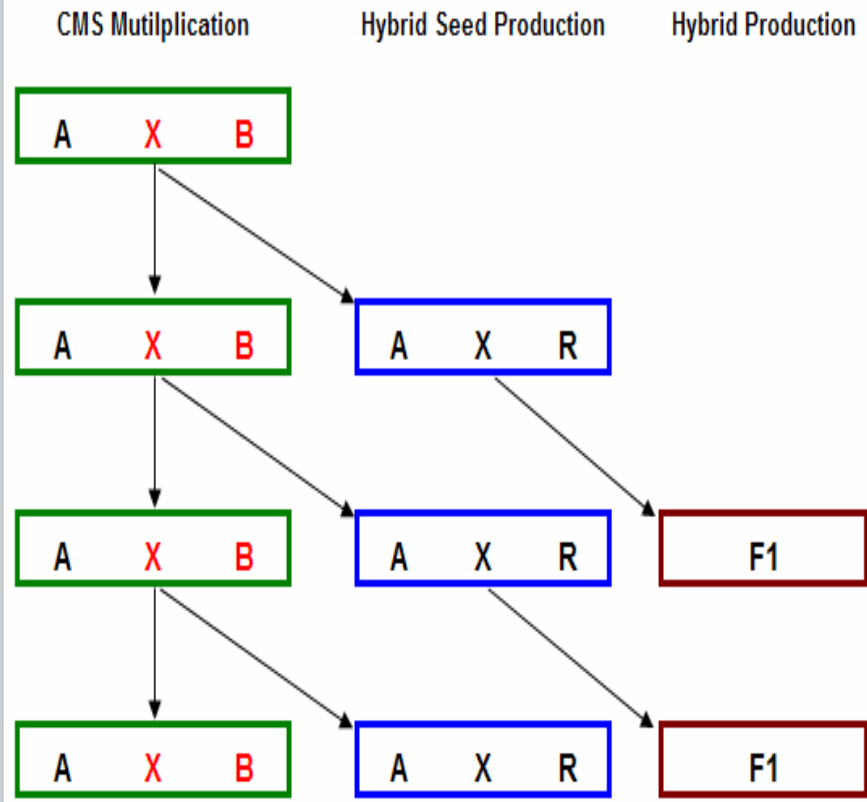 CMS Mutilplication Hybrid Seed Production Hybrid Production
A X B
A X B A X R
A X B A X R F1
A X B A X R F1